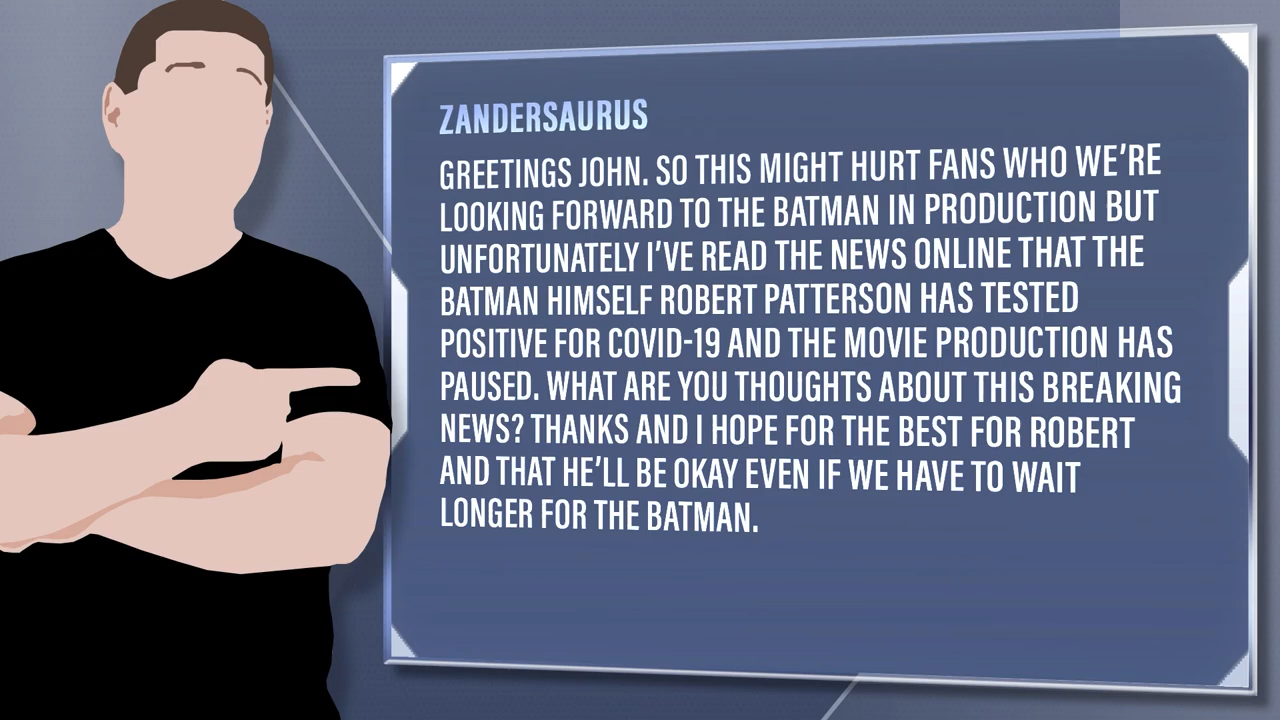 ZANDERSAURUS
GREETINGS JOHN. SO THIS MIGHT HURT FANS WHO WE'RE
LOOKING FORWARD TO THE BATMAN IN PRODUCTION BUT
UNFORTUNATELY I'VE READ THE NEWS ONLINE THAT THE
BATMAN HIMSELF ROBERT PATTERSON HAS TESTED
POSITIVE FOR COVID-19 AND THE MOVIE PRODUCTION HAS
PAUSED. WHAT ARE YOU THOUGHTS ABOUT THIS BREAKING
NEWS? THANKS AND I HOPE FOR THE BEST FOR ROBERT
AND THAT HE'LL BE OKAY EVEN IF WE HAVE TO WAIT
LONGER FOR THE BATMAN.